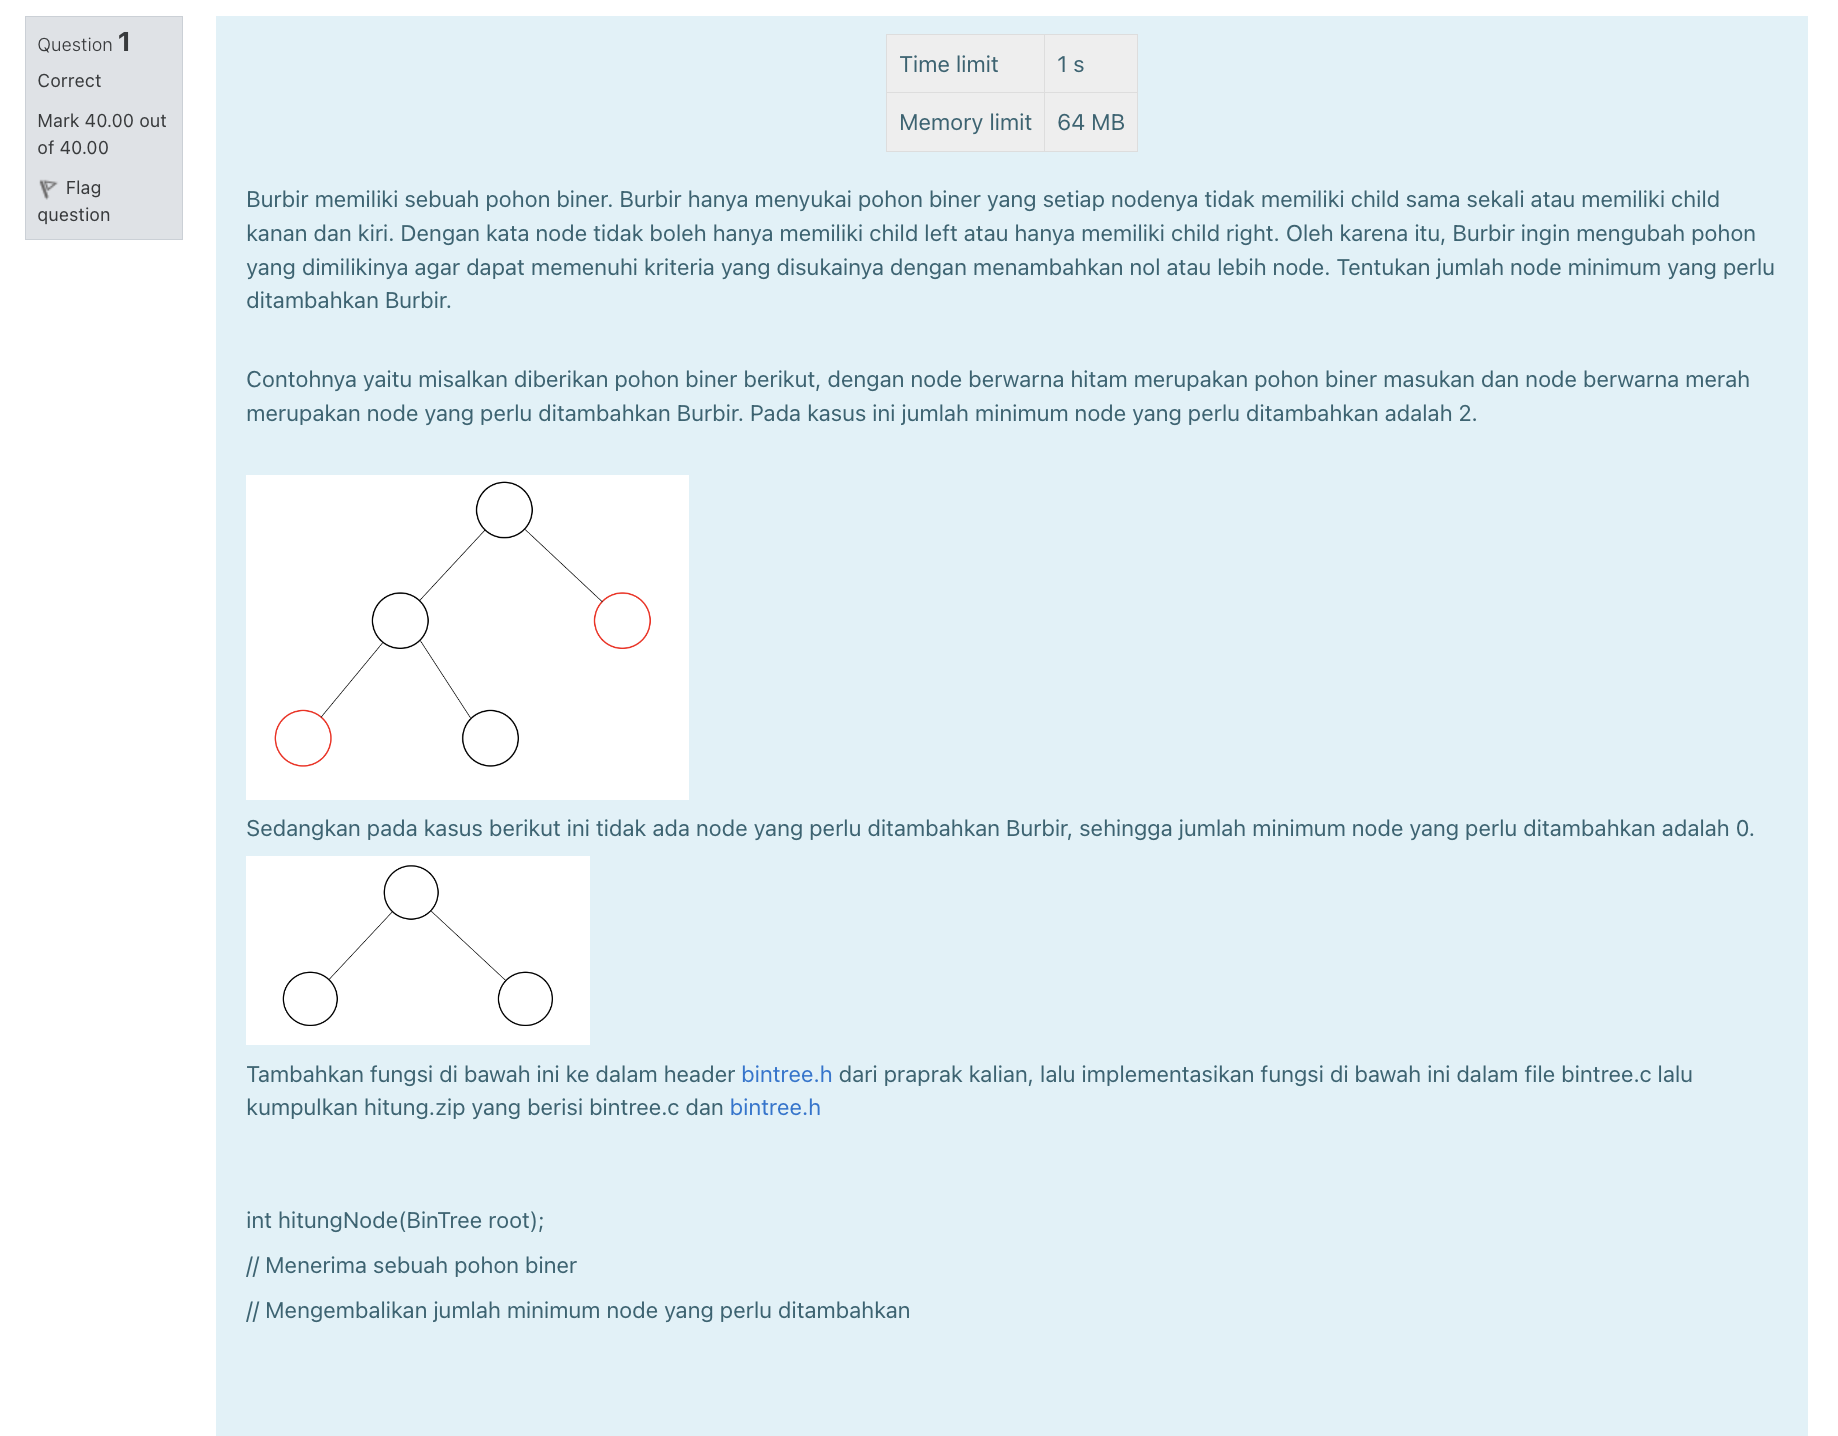 Question 1
Correct
Mark 40.00 out
of 40.00
Flag
question
Time limit 1 s
Memory limit 64 MB
Burbir memiliki sebuah pohon biner. Burbir hanya menyukai pohon biner yang setiap nodenya tidak memiliki child sama sekali atau memiliki child
kanan dan kiri. Dengan kata node tidak boleh hanya memiliki child left atau hanya memiliki child right. Oleh karena itu, Burbir ingin mengubah pohon
yang dimilikinya agar dapat memenuhi kriteria yang disukainya dengan menambahkan nol atau lebih node. Tentukan jumlah node minimum yang perlu
ditambahkan Burbir.
Contohnya yaitu misalkan diberikan pohon biner berikut, dengan node berwarna hitam merupakan pohon biner masukan dan node berwarna merah
merupakan node yang perlu ditambahkan Burbir. Pada kasus ini jumlah minimum node yang perlu ditambahkan adalah 2.
Sedangkan pada kasus berikut ini tidak ada node yang perlu ditambahkan Burbir, sehingga jumlah minimum node yang perlu ditambahkan adalah 0.
Tambahkan fungsi di bawah ini ke dalam header bintree.h dari praprak kalian, lalu implementasikan fungsi di bawah ini dalam file bintree.c lalu
kumpulkan hitung.zip yang berisi bintree.c dan bintree.h
int hitungNode(BinTree root);
// Menerima sebuah pohon biner
// Mengembalikan jumlah minimum node yang perlu ditambahkan